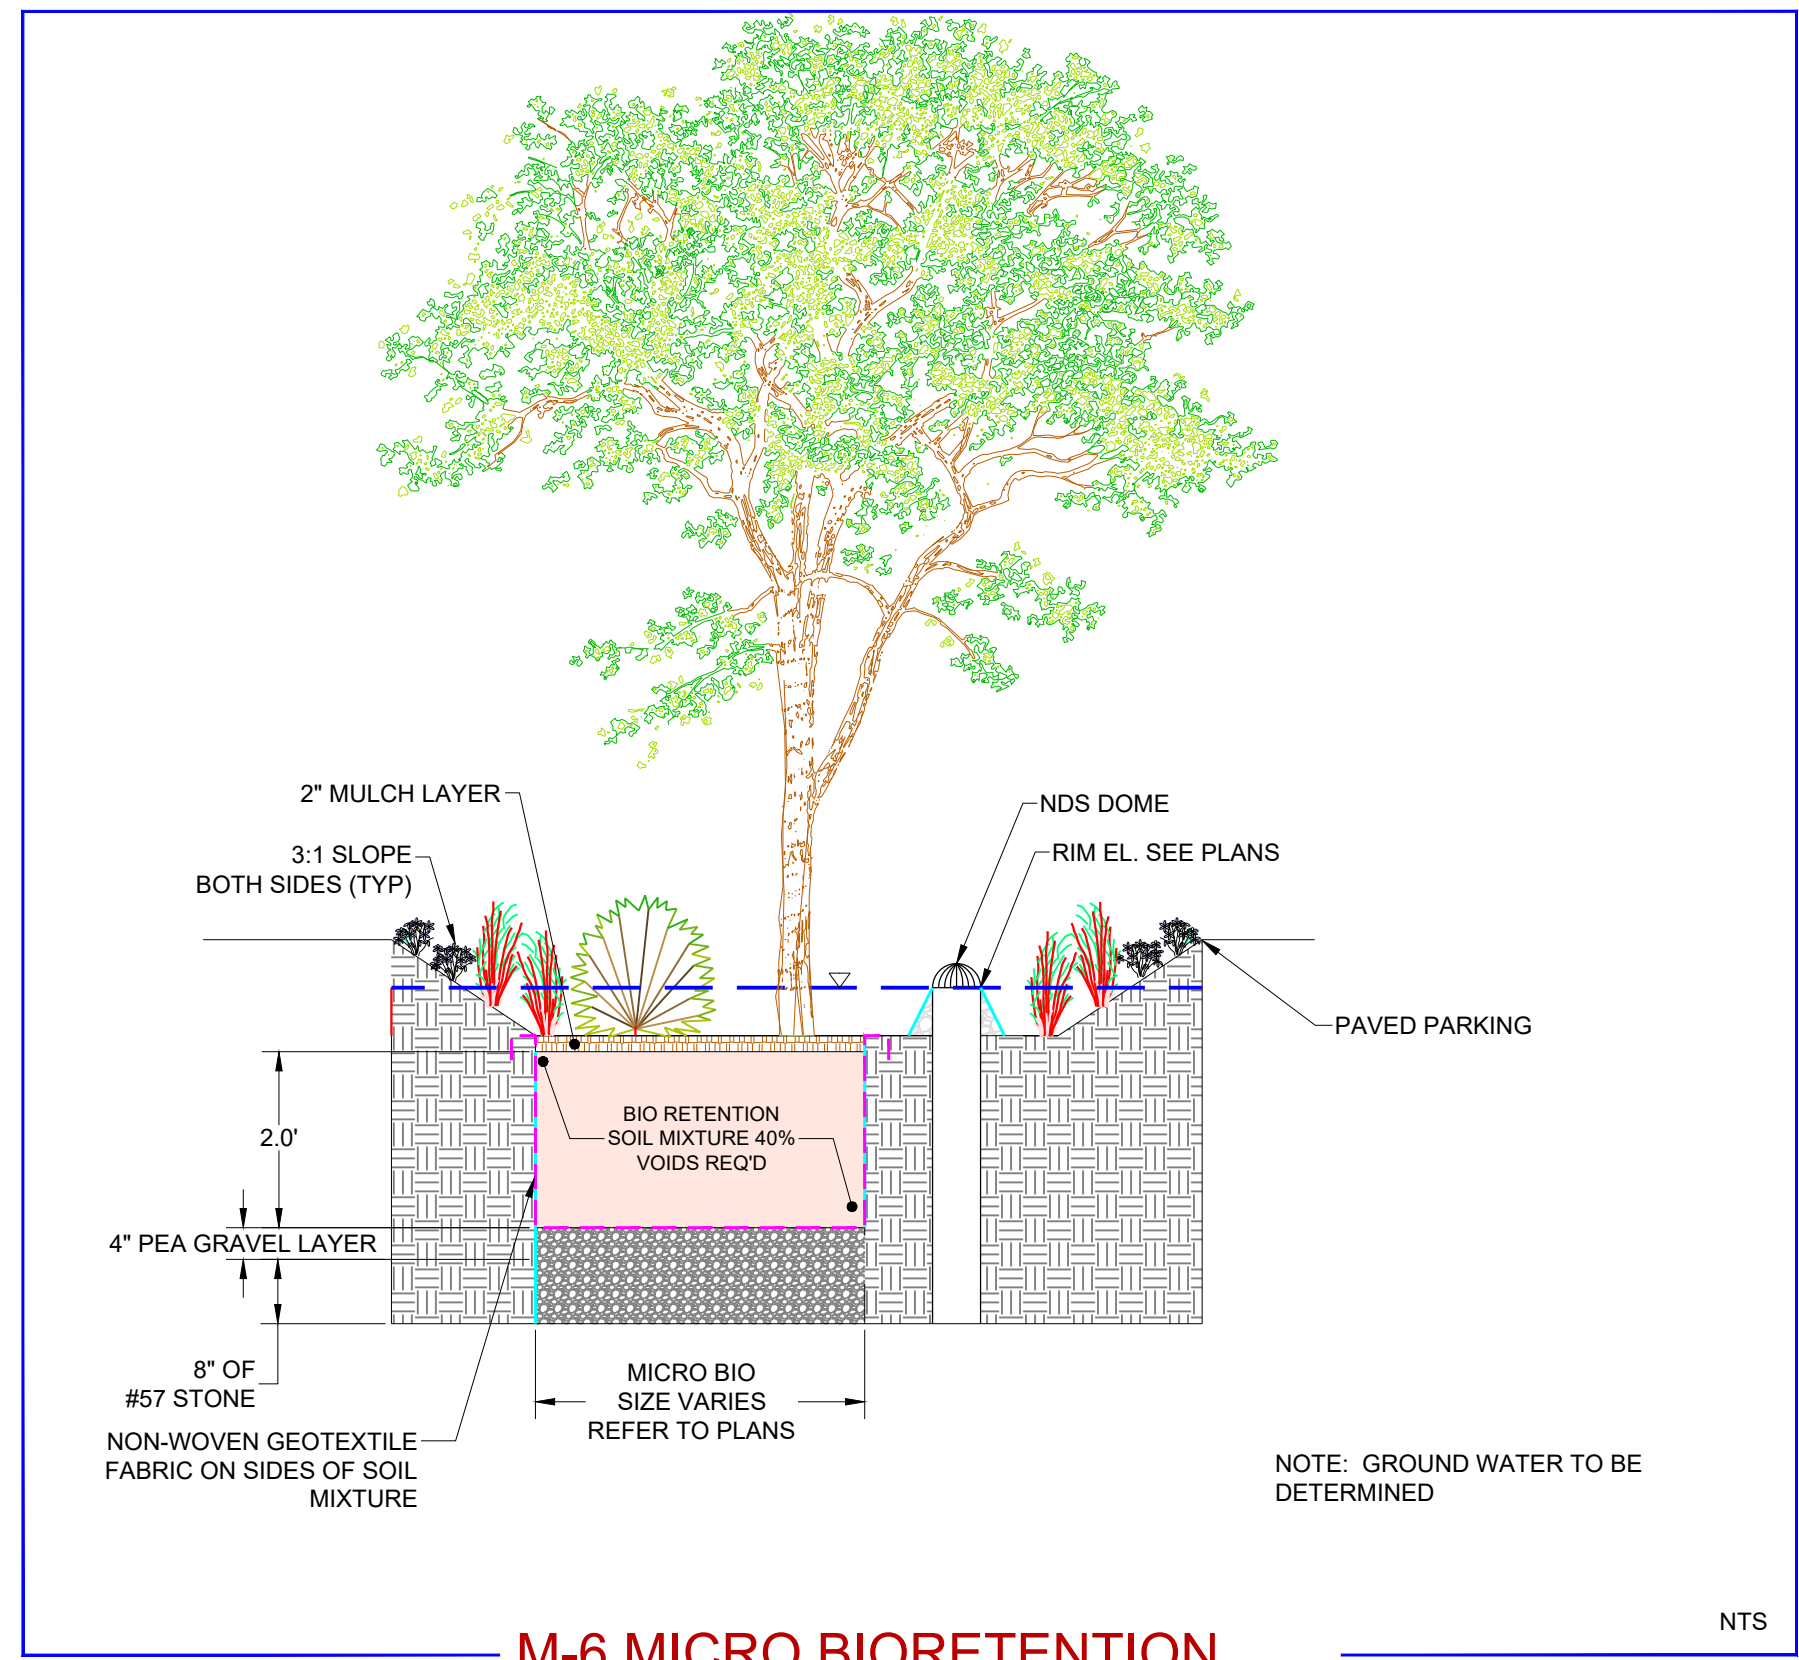 2" MULCH LAYER
NDS DOME
3:1 SLOPE
BOTH SIDES (TYP)
RIM EL. SEE PLANS
PAVED PARKING
BIO RETENTION
SOIL MIXTURE 40%
VOIDS REQ'D
2.0'
4" PEA GRAVEL LAYER
8" OF
#57 STONE
MICRO BIO
SIZE VARIES
REFER TO PLANS
NON-WOVEN GEOTEXTILE
FABRIC ON SIDES OF SOIL
MIXTURE
NOTE: GROUND WATER TO BE
DETERMINED
NTS
M-6 MICRO BIORETENTION